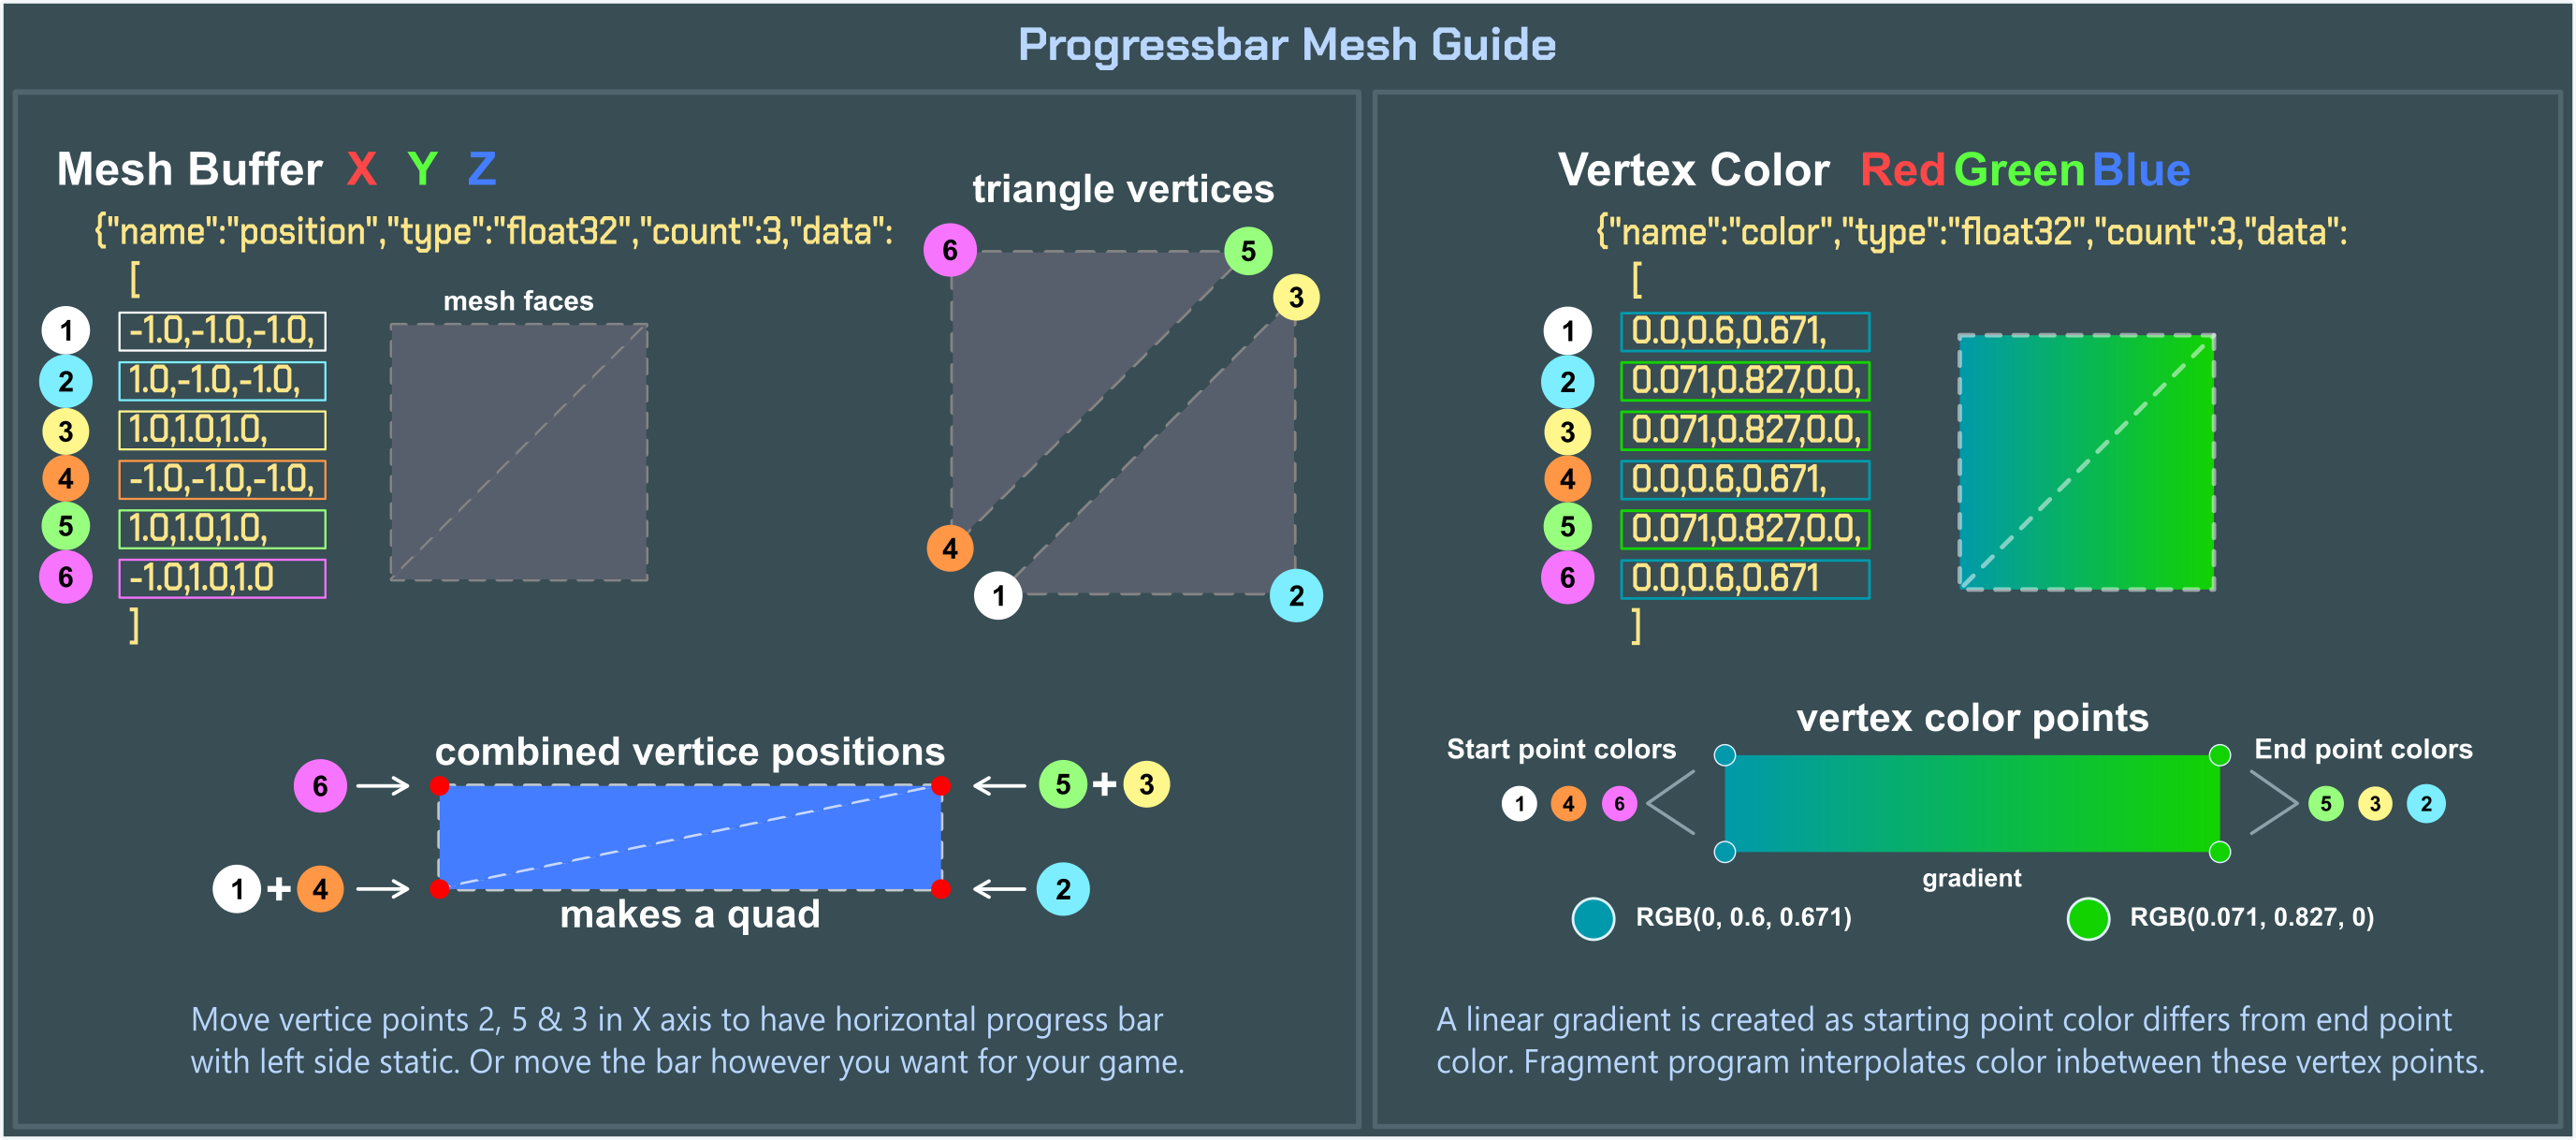 Progressbar Mesh Guide
Mesh Buffer X Y Z
{"name":"position","type":"float32","count":3,"data":
[
1 -1.0,-1.0,-1.0,
2 1.0,-1.0,-1.0,
3 1.0,1.0,1.0,
4 -1.0,-1.0,-1.0,
5 1.0,1.0,1.0,
6 -1.0,1.0,1.0
]
mesh faces
triangle vertices
6 5
3
4
1 2
combined vertice positions
6 5 + 3
1 + 4 2
makes a quad
Move vertice points 2, 5 & 3 in X axis to have horizontal progress bar
with left side static. Or move the bar however you want for your game.
Vertex Color Red Green Blue
{"name":"color","type":"float32","count":3,"data":
[
1 0.0,0.6,0.671,
2 0.071,0.827,0.0,
3 0.071,0.827,0.0,
4 0.0,0.6,0.671,
5 0.071,0.827,0.0,
6 0.0,0.6,0.671
]
vertex color points
Start point colors End point colors
1 4 6 5 3 2
gradient
RGB(0, 0.6, 0.671) RGB(0.071, 0.827, 0)
A linear gradient is created as starting point color differs from end point
color. Fragment program interpolates color inbetween these vertex points.